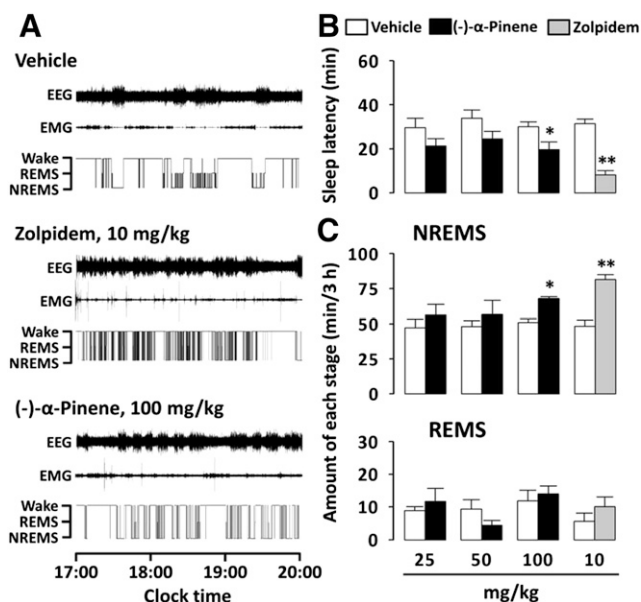 A
Vehicle
EEG
EMG
Wake
REMS
NREMS
Zolpidem, 10 mg/kg
EEG
EMG
Wake
REMS
NREMS
(-)-α-Pinene, 100 mg/kg
EEG
EMG
Wake
REMS
NREMS
17:00 18:00 19:00 20:00
Clock time
B
Vehicle (-)-α-Pinene Zolpidem
Sleep latency (min)
60
40
20
0
*
**
C
NREMS
Amount of each stage (min/3 h)
100
75
50
25
0
*
**
REMS
30
20
10
0
25 50 100 10
mg/kg